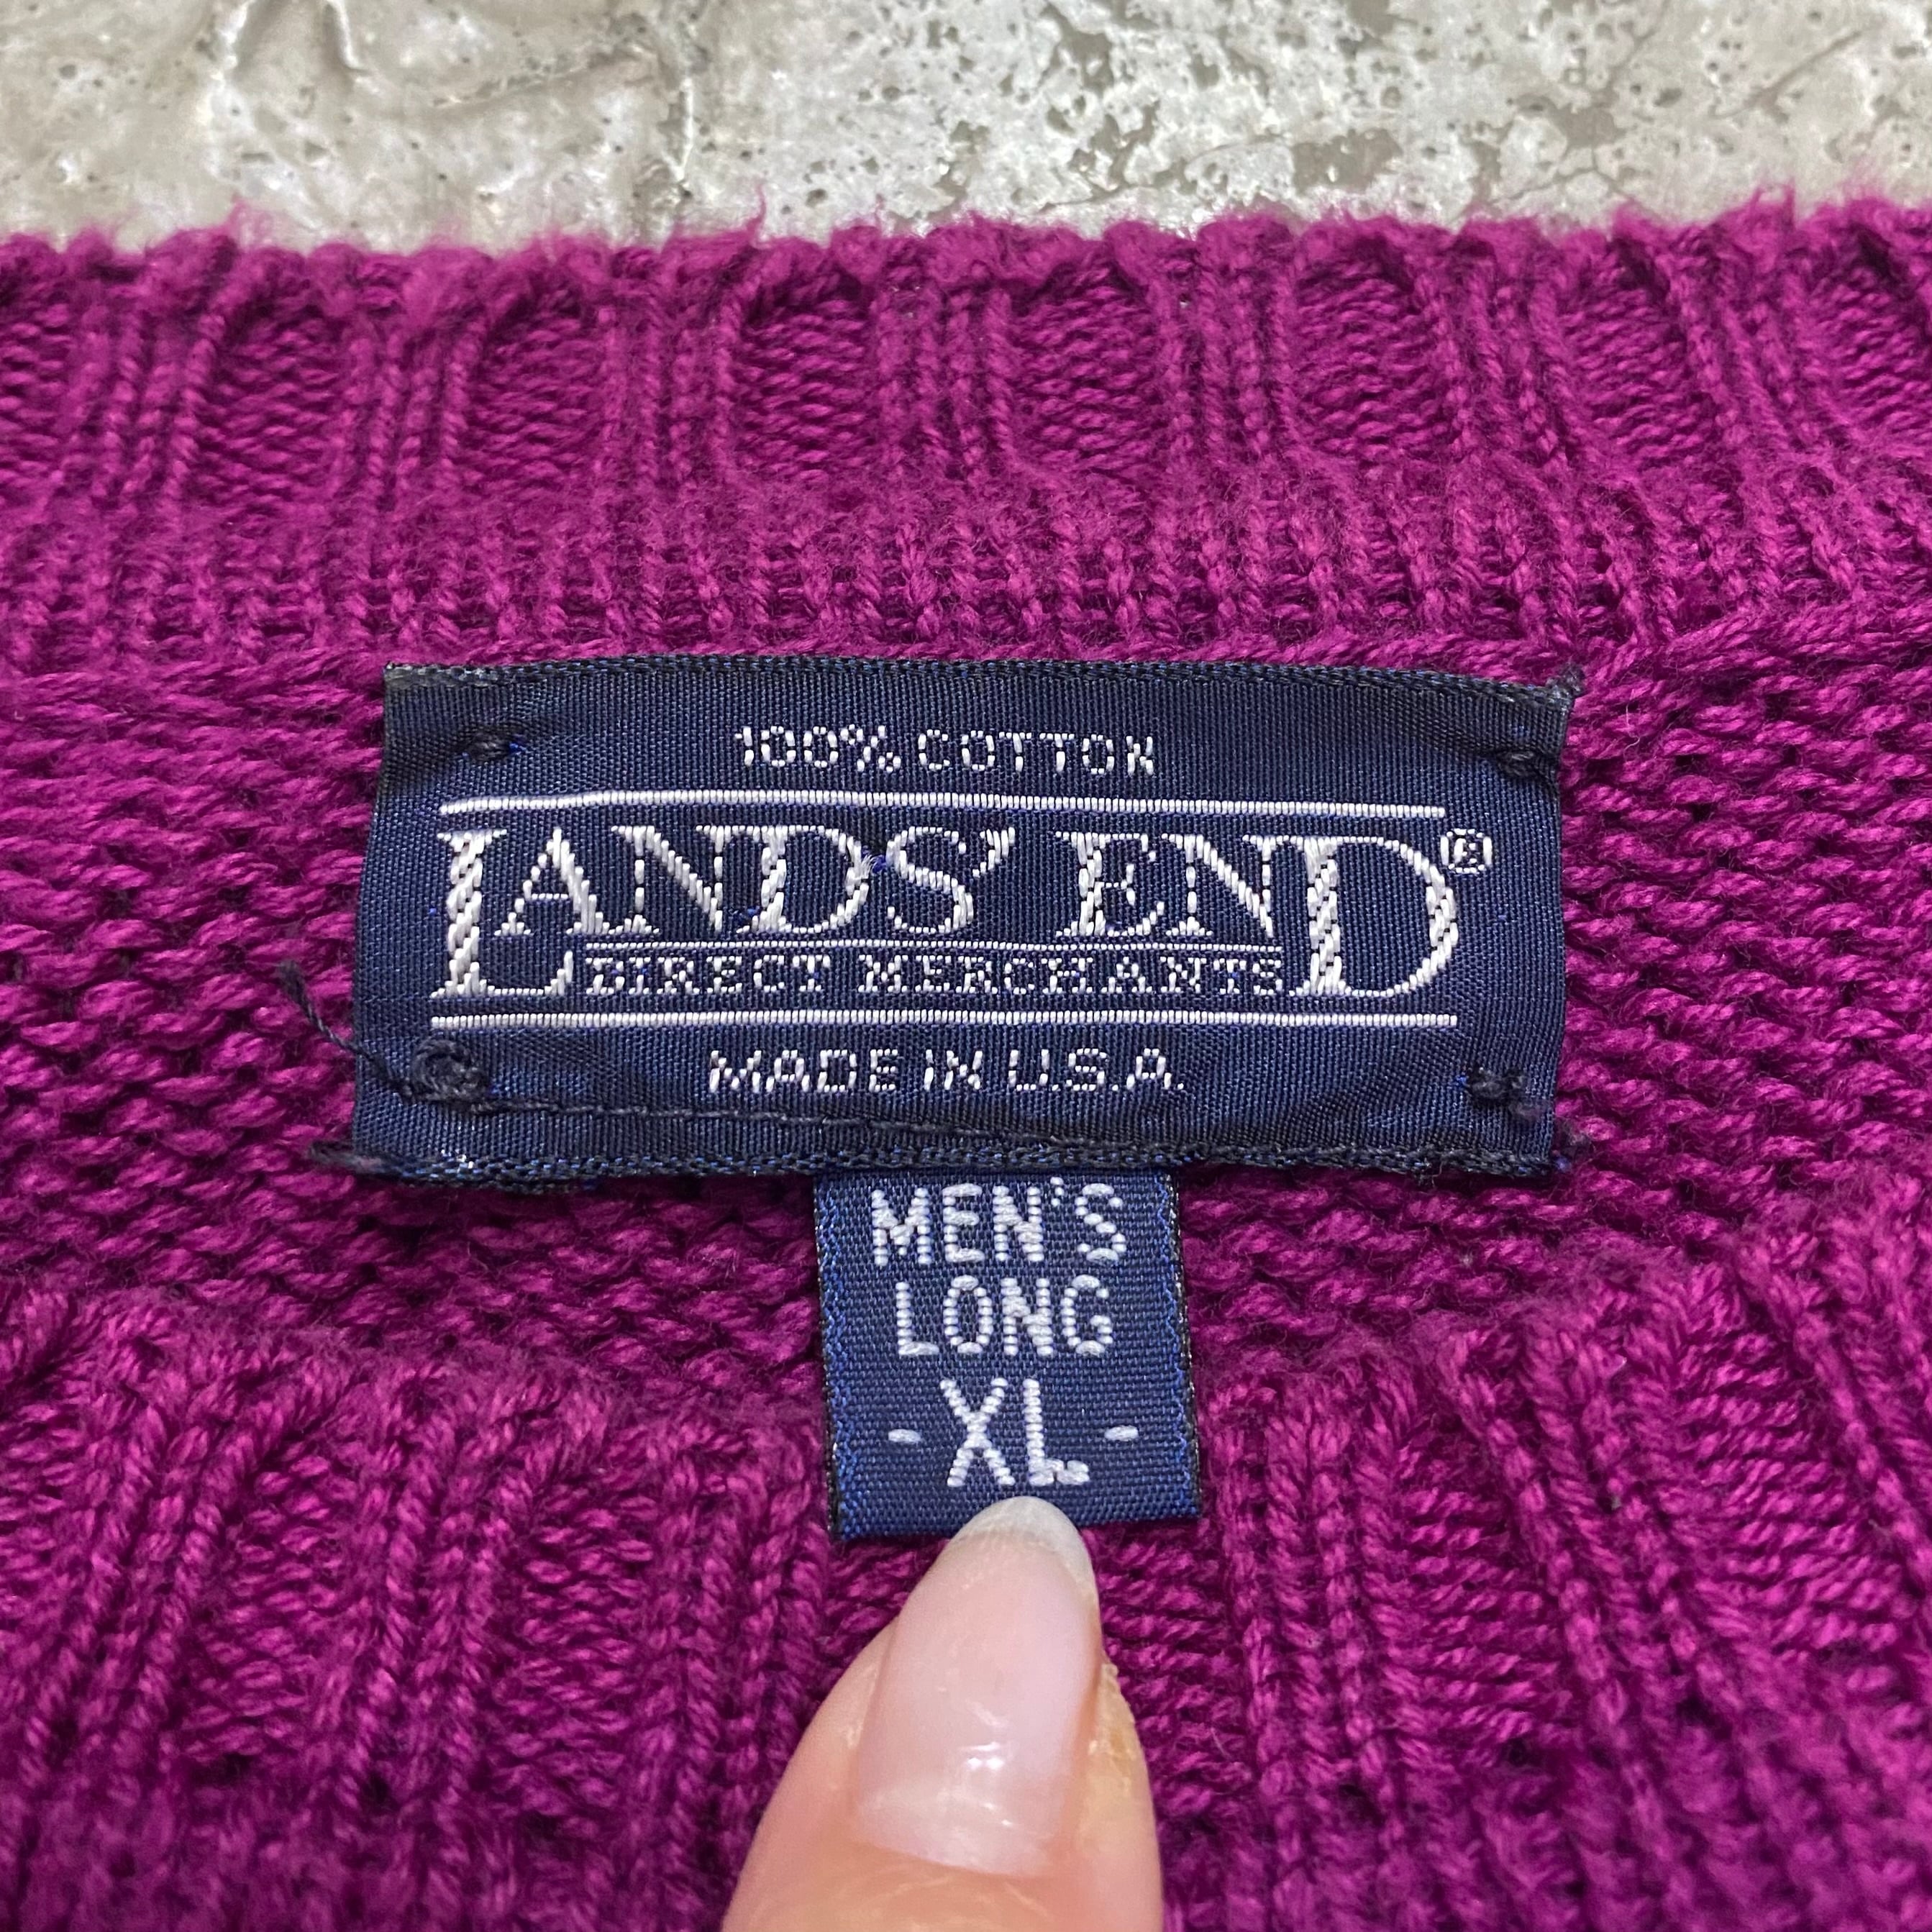 100% COTTON
LANDS' END®
DIRECT MERCHANTS
MADE IN U.S.A.
MEN'S
LONG
- XL -